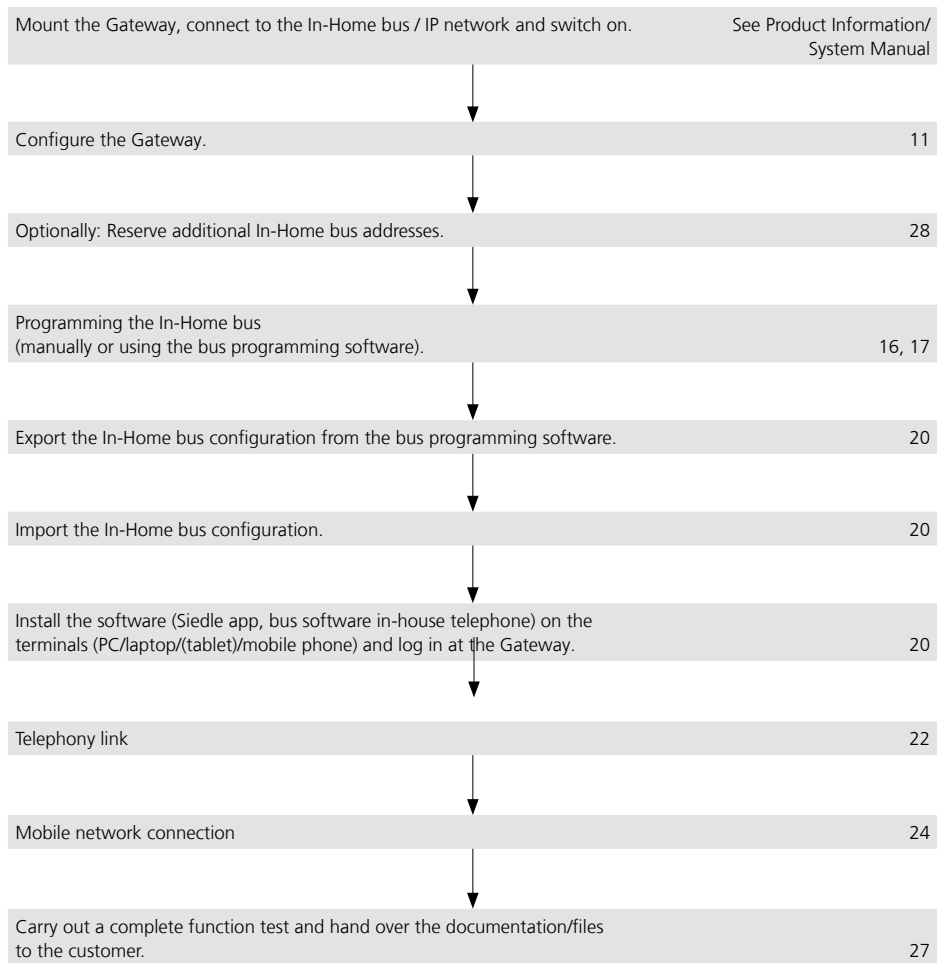 Mount the Gateway, connect to the In-Home bus / IP network and switch on. See Product Information/
System Manual
Configure the Gateway. 11
Optionally: Reserve additional In-Home bus addresses. 28
Programming the In-Home bus
(manually or using the bus programming software). 16, 17
Export the In-Home bus configuration from the bus programming software. 20
Import the In-Home bus configuration. 20
Install the software (Siedle app, bus software in-house telephone) on the
terminals (PC/laptop/(tablet)/mobile phone) and log in at the Gateway. 20
Telephony link 22
Mobile network connection 24
Carry out a complete function test and hand over the documentation/files
to the customer. 27